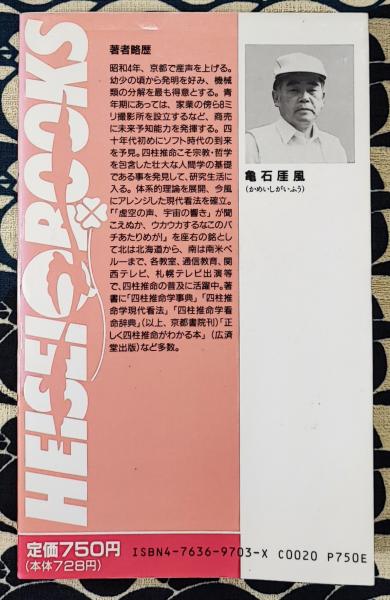 HEISEI BOOKS
著者略歴
昭和4年、京都で産声を上げる。
幼少の頃から発明を好み、機械
類の分解を最も得意とする。青
年期にあっては、家業の傍ら8ミ
リ撮影所を設立するなど、商売
に未来予知能力を発揮する。四
十年代初めにソフト時代の到来
を予見。四柱推命こそ宗教・哲学
を包含した壮大な人間学の基礎
である事を発見して、研究生活に
入る。体系的理論を展開、今風
にアレンジした現代看法を確立。
「「虚空の声、宇宙の響き」が聞
こえぬか、ウカウカするなこのバ
チあたりめが!」を座右の銘とし
て北は北海道から、南は南米ペ
ルーまで、各教室、通信教育、関
西テレビ、札幌テレビ出演等
で、四柱推命の普及に活躍中。著
書に「四柱推命学事典」「四柱推
命学現代看法」「四柱推命学看
命辞典」(以上、京都書院刊)「正
しく四柱推命がわかる本」(広済
堂出版)など多数。
亀石厓風
(かめいしがいふう)
定価750円
(本体728円)
ISBN4-7636-9703-X C0020 P750E